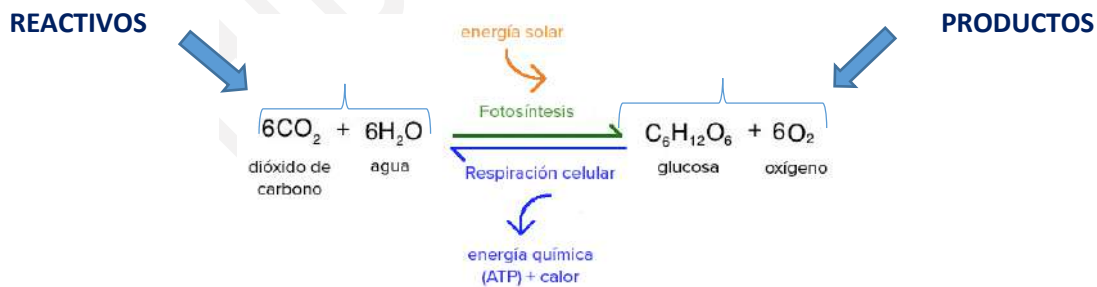 REACTIVOS
PRODUCTOS
energía solar
Fotosíntesis
6CO₂ + 6H₂O
C₆H₁₂O₆ + 6O₂
dióxido de
carbono
agua
Respiración celular
glucosa
oxígeno
energía química
(ATP) + calor